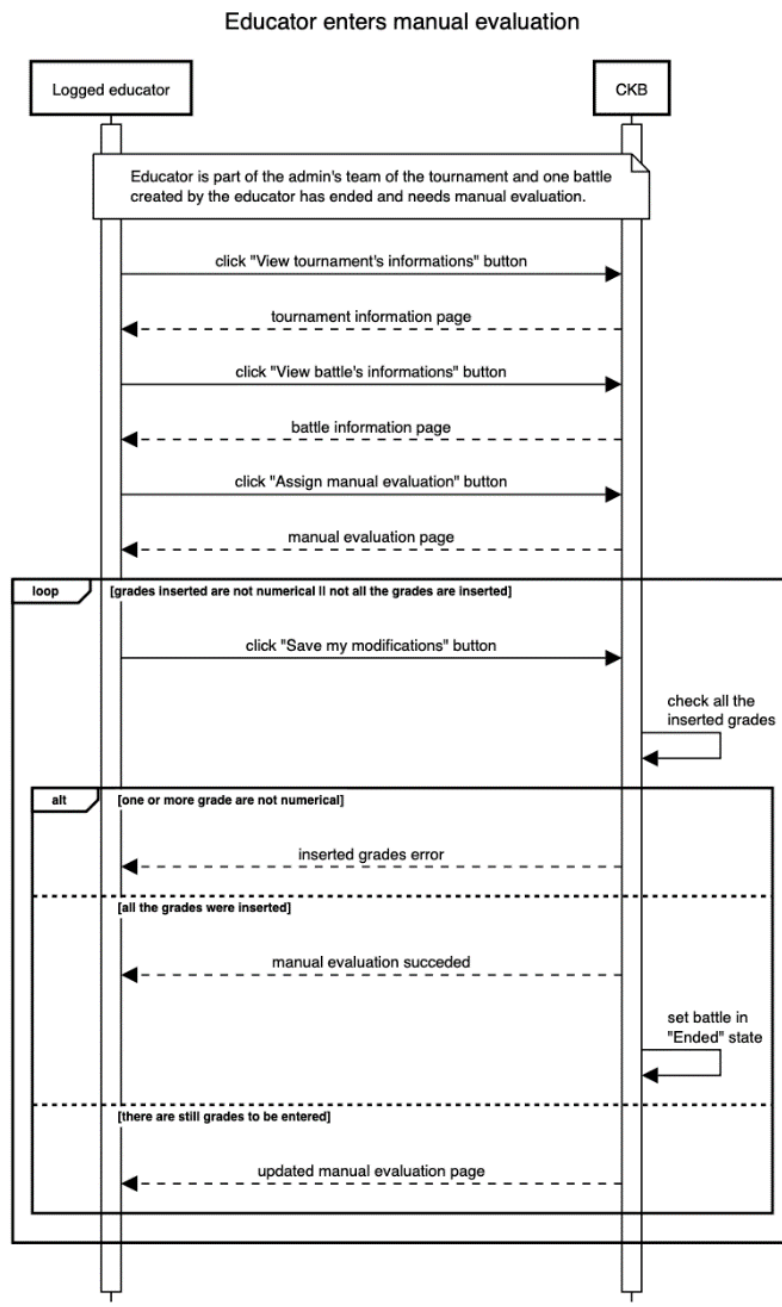 Educator enters manual evaluation
Logged educator
CKB
Educator is part of the admin's team of the tournament and one battle
created by the educator has ended and needs manual evaluation.
click "View tournament's informations" button
tournament information page
click "View battle's informations" button
battle information page
click "Assign manual evaluation" button
manual evaluation page
loop
[grades inserted are not numerical || not all the grades are inserted]
click "Save my modifications" button
check all the
inserted grades
alt
[one or more grade are not numerical]
inserted grades error
[all the grades were inserted]
manual evaluation succeded
set battle in
"Ended" state
[there are still grades to be entered]
updated manual evaluation page